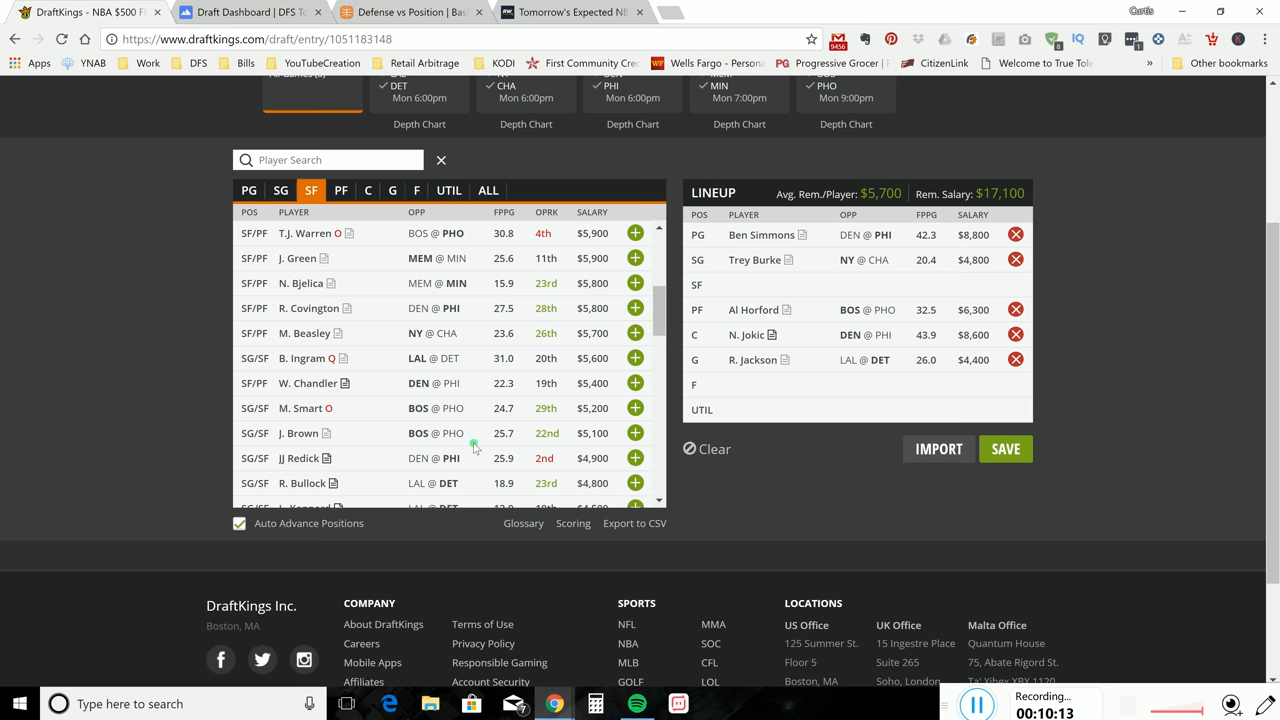 DraftKings - NBA $500 F
Draft Dashboard | DFS To
Defense vs Position | Bas
Tomorrow's Expected NB
Curtis
https://www.draftkings.com/draft/entry/1051183148
9456
8
1
K
Apps YNAB Work DFS Bills YouTubeCreation Retail Arbitrage KODI First Community Cre Wells Fargo - Persona Progressive Grocer | CitizenLink Welcome to True Tole » Other bookmarks
DET CHA PHI MIN PHO
Mon 6:00pm Mon 6:00pm Mon 6:00pm Mon 7:00pm Mon 9:00pm
Depth Chart Depth Chart Depth Chart Depth Chart Depth Chart
Player Search
PG SG SF PF C G F UTIL ALL
POS PLAYER OPP FPPG OPRK SALARY
SF/PF T.J. Warren O BOS @ PHO 30.8 4th $5,900
SF/PF J. Green MEM @ MIN 25.6 11th $5,900
SF/PF N. Bjelica MEM @ MIN 15.9 23rd $5,800
SF/PF R. Covington DEN @ PHI 27.5 28th $5,800
SF/PF M. Beasley NY @ CHA 23.6 26th $5,700
SG/SF B. Ingram Q LAL @ DET 31.0 20th $5,600
SF/PF W. Chandler DEN @ PHI 22.3 19th $5,400
SG/SF M. Smart O BOS @ PHO 24.7 29th $5,200
SG/SF J. Brown BOS @ PHO 25.7 22nd $5,100
SG/SF JJ Redick DEN @ PHI 25.9 2nd $4,900
SG/SF R. Bullock LAL @ DET 18.9 23rd $4,800
Auto Advance Positions
Glossary Scoring Export to CSV
LINEUP Avg. Rem./Player: $5,700 Rem. Salary: $17,100
POS PLAYER OPP FPPG SALARY
PG Ben Simmons DEN @ PHI 42.3 $8,800
SG Trey Burke NY @ CHA 20.4 $4,800
SF
PF Al Horford BOS @ PHO 32.5 $6,300
C N. Jokic DEN @ PHI 43.9 $8,600
G R. Jackson LAL @ DET 26.0 $4,400
F
UTIL
Clear IMPORT SAVE
DraftKings Inc.
Boston, MA
COMPANY
About DraftKings Terms of Use
Careers Privacy Policy
Mobile Apps Responsible Gaming
Affiliates Account Security
SPORTS
NFL MMA
NBA SOC
MLB CFL
GOLF LOL
LOCATIONS
US Office UK Office Malta Office
125 Summer St. 15 Ingestre Place Quantum House
Floor 5 Suite 265 75, Abate Rigord St.
Boston, MA Soho, London, Ta' Xibex XBX 1120
Type here to search
7
Recording...
00:10:13